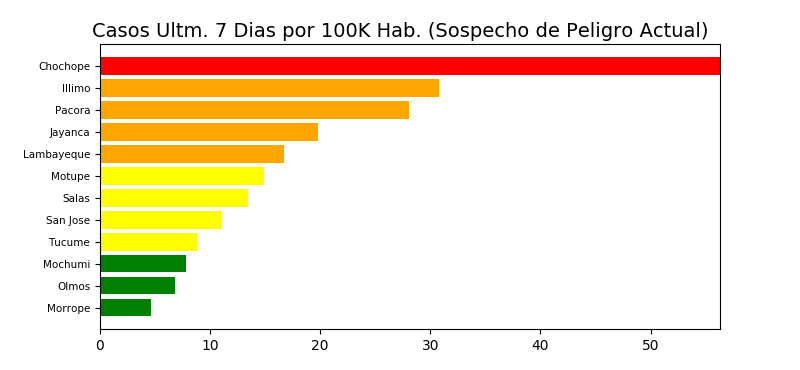 Casos Ultm. 7 Dias por 100K Hab. (Sospecho de Peligro Actual)
Chochope
Illimo
Pacora
Jayanca
Lambayeque
Motupe
Salas
San Jose
Tucume
Mochumi
Olmos
Morrope
0 10 20 30 40 50